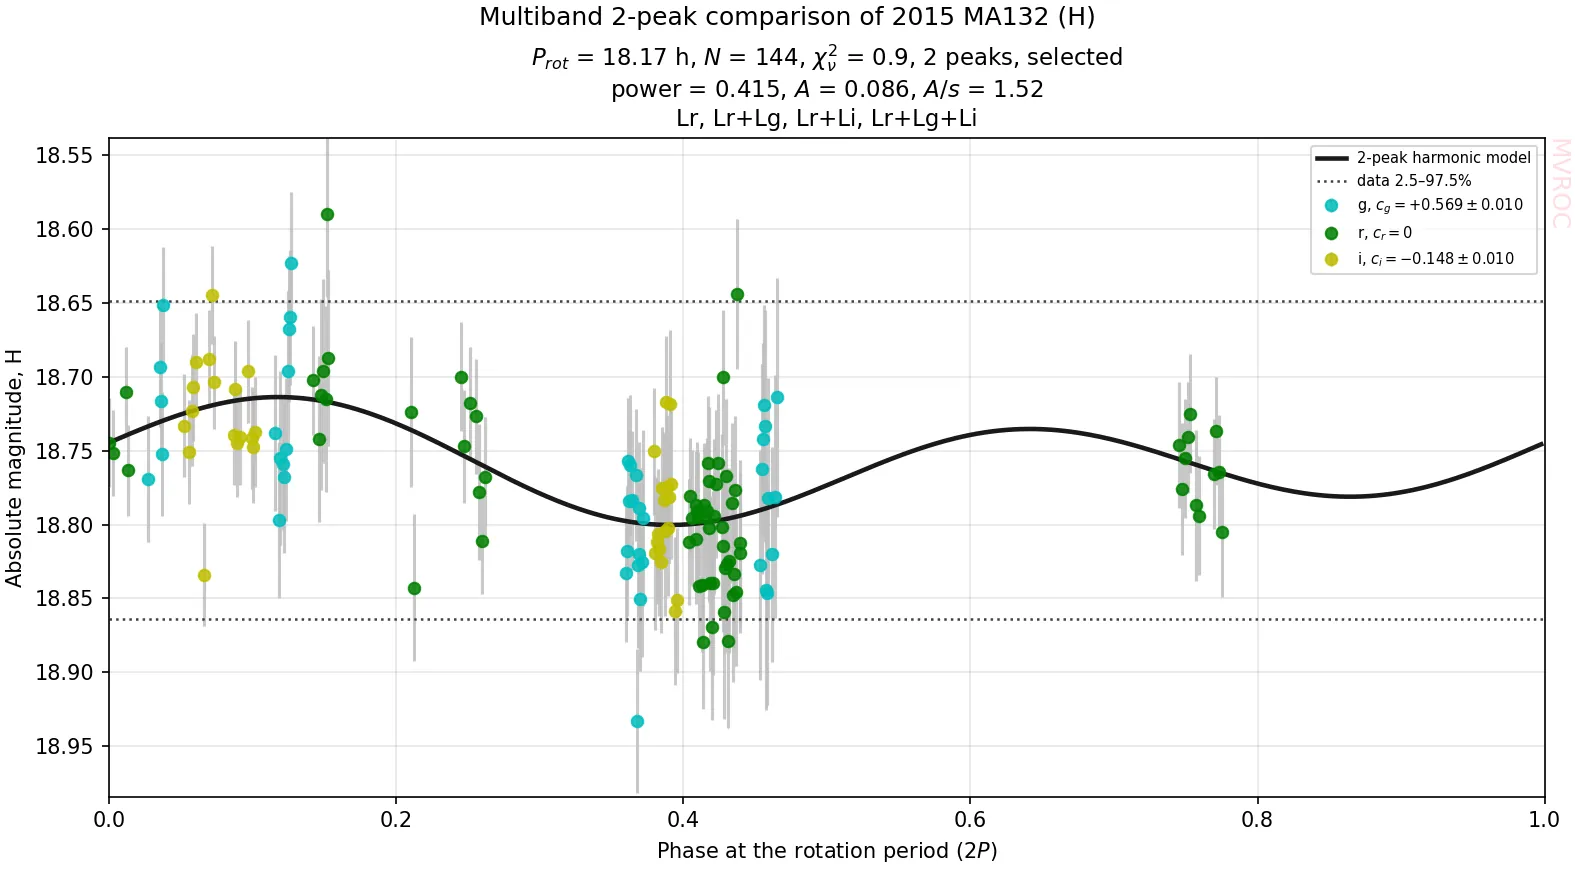 Multiband 2-peak comparison of 2015 MA132 (H)
P_rot = 18.17 h, N = 144, χ²_ν = 0.9, 2 peaks, selected
power = 0.415, A = 0.086, A/s = 1.52
Lr, Lr+Lg, Lr+Li, Lr+Lg+Li
2-peak harmonic model
data 2.5–97.5%
g, c_g = +0.569 ± 0.010
r, c_r = 0
i, c_i = −0.148 ± 0.010
MVROC
Absolute magnitude, H
18.55
18.60
18.65
18.70
18.75
18.80
18.85
18.90
18.95
0.0 0.2 0.4 0.6 0.8 1.0
Phase at the rotation period (2P)